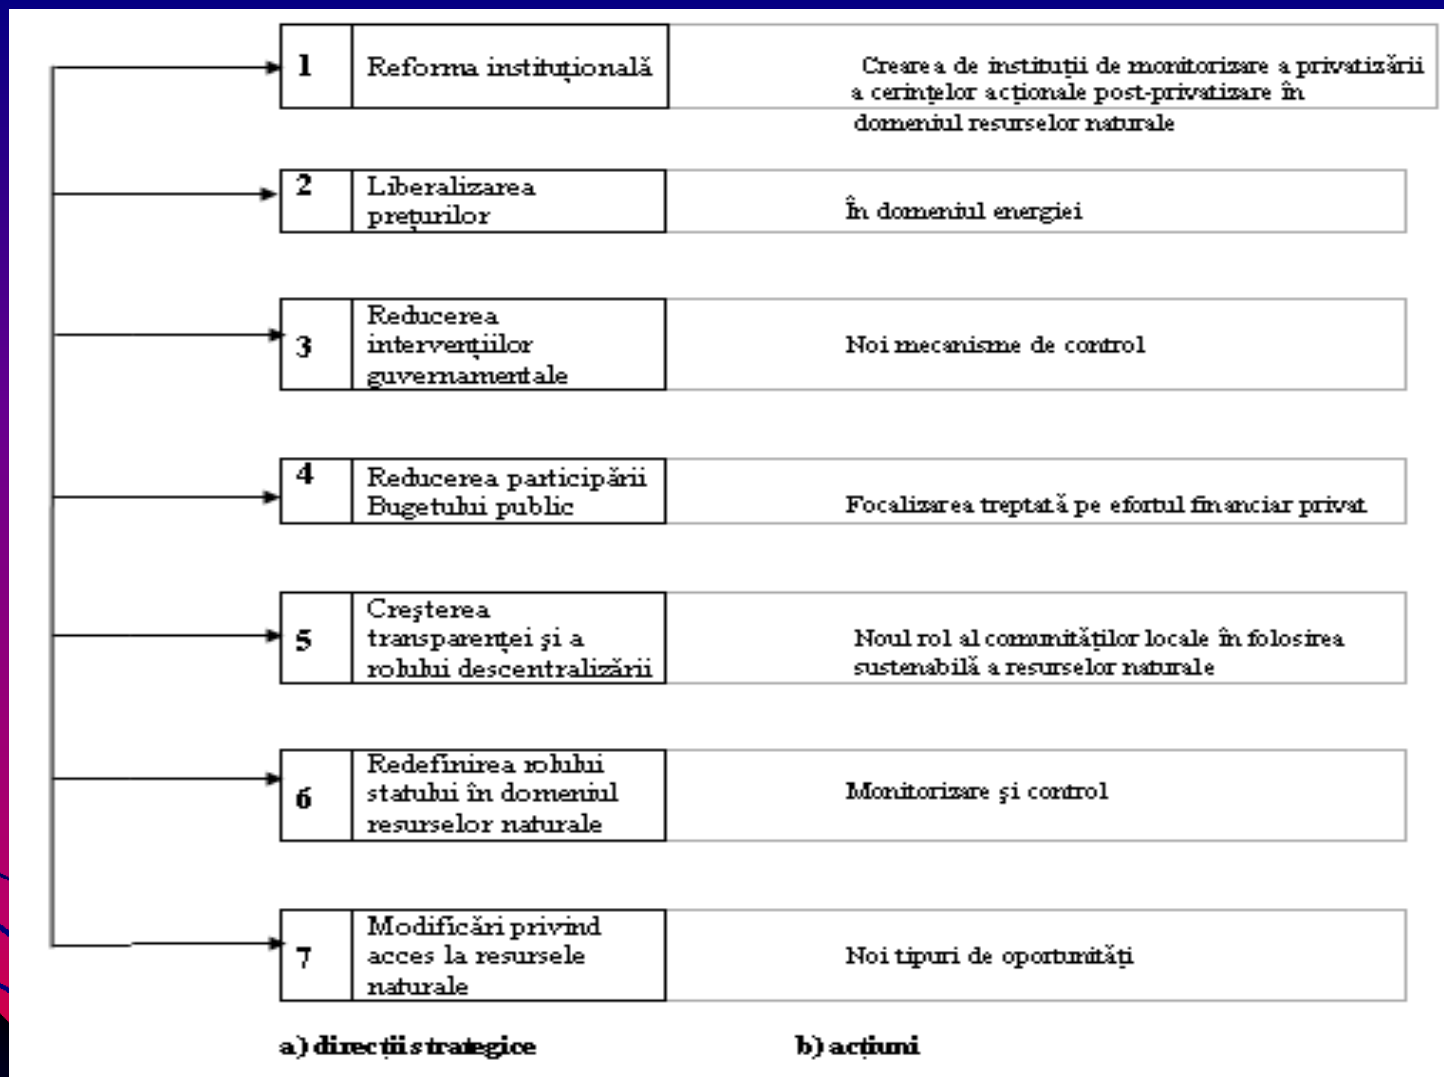 1 Reforma instituțională Crearea de instituții de monitorizare a privatizării
a cerințelor acționale post-privatizare în
domeniul resurselor naturale
2 Liberalizarea
prețurilor În domeniul energiei
3 Reducerea
intervențiilor Noi mecanisme de control
guvernamentale
4 Reducerea participării
Bugetului public Focalizarea treptată pe efortul financiar privat
5 Creşterea
transparenței şi a Noul rol al comunităților locale în folosirea
rolului descentralizării sustenabilă a resurselor naturale
6 Redefinirea rolului
statului în domeniul Monitorizare şi control
resurselor naturale
7 Modificări privind
acces la resursele Noi tipuri de oportunități
naturale
a) direcții strategice b) acțiuni